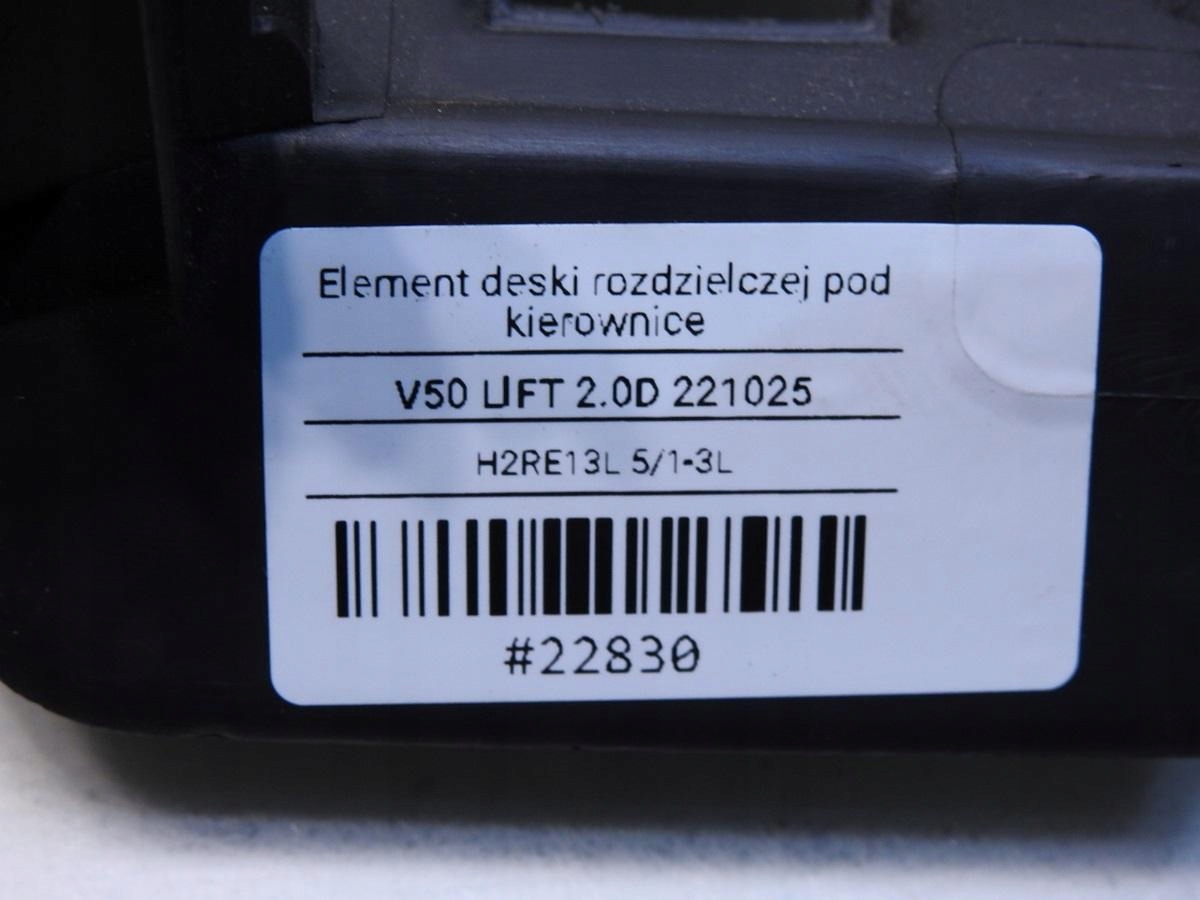 Element deski rozdzielczej pod
kierownice
V50 LIFT 2.0D 221025
H2RE13L 5/1-3L
#22830